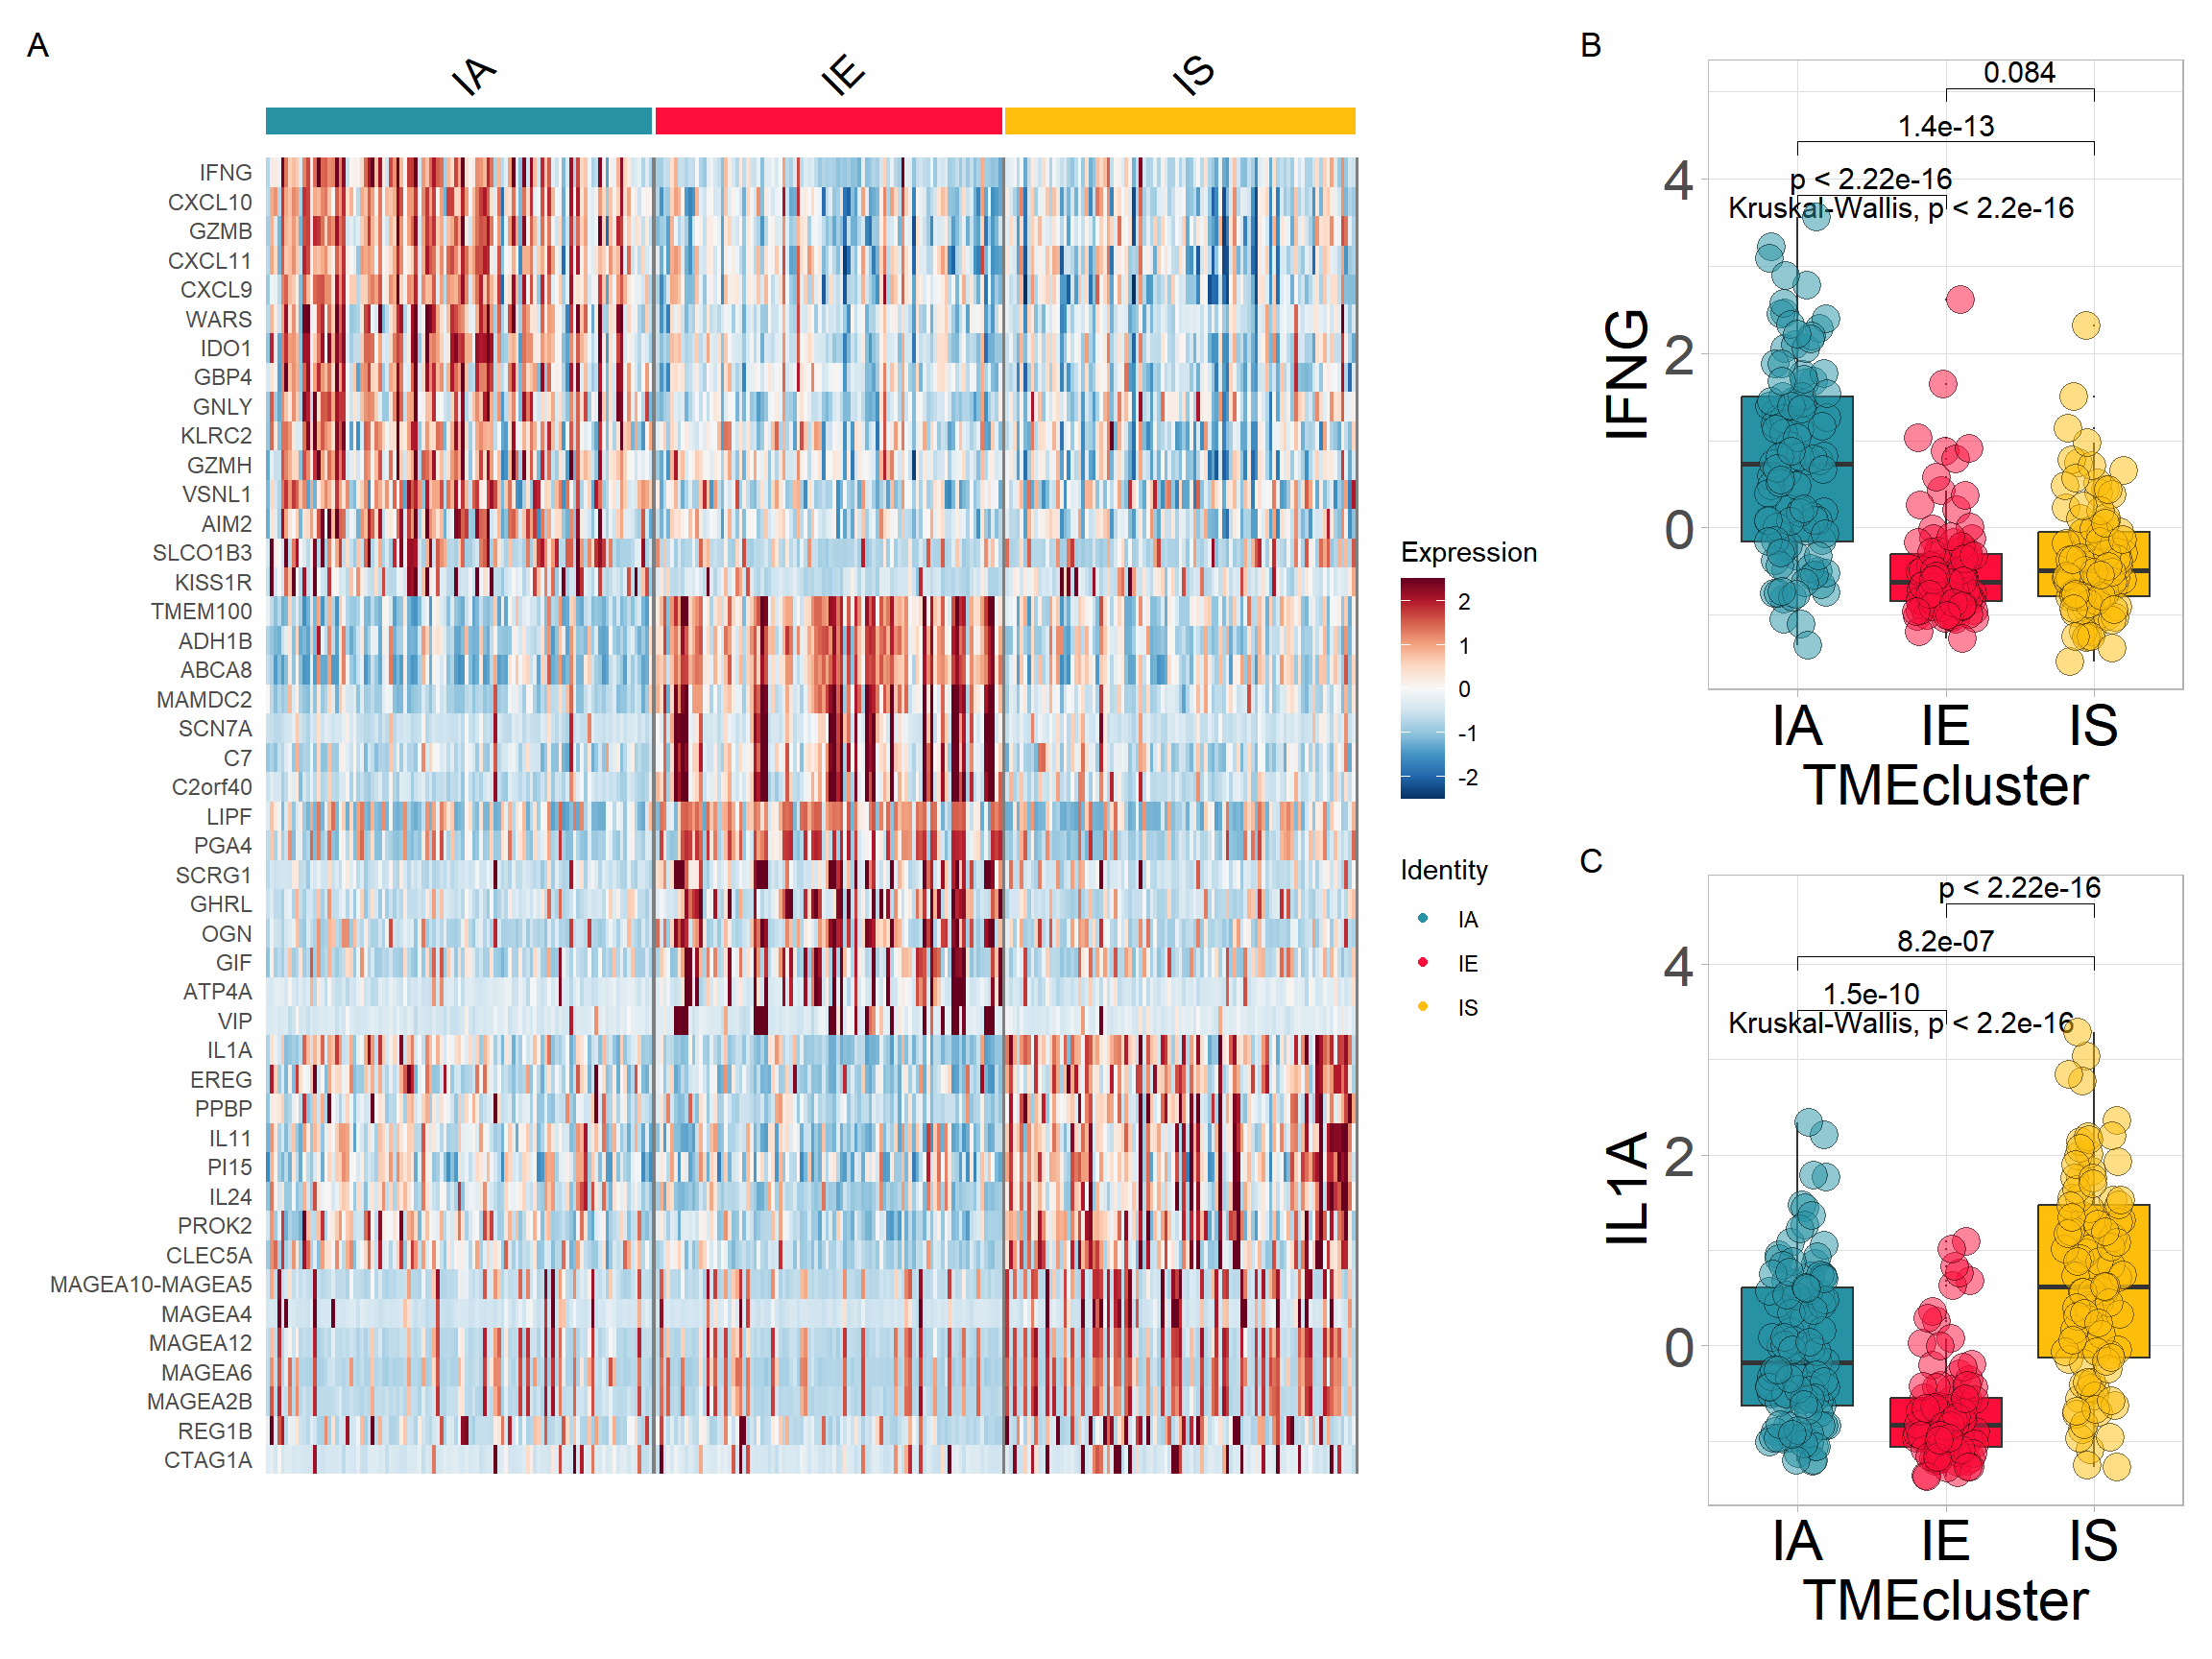 A
IA
IE
IS
IFNG
CXCL10
GZMB
CXCL11
CXCL9
WARS
IDO1
GBP4
GNLY
KLRC2
GZMH
VSNL1
AIM2
SLCO1B3
KISS1R
TMEM100
ADH1B
ABCA8
MAMDC2
SCN7A
C7
C2orf40
LIPF
PGA4
SCRG1
GHRL
OGN
GIF
ATP4A
VIP
IL1A
EREG
PPBP
IL11
PI15
IL24
PROK2
CLEC5A
MAGEA10-MAGEA5
MAGEA4
MAGEA12
MAGEA6
MAGEA2B
REG1B
CTAG1A
Expression
2
1
0
-1
-2
Identity
IA
IE
IS
B
0.084
1.4e-13
p < 2.22e-16
Kruskal-Wallis, p < 2.2e-16
4
2
0
IFNG
IA
IE
IS
TMEcluster
C
p < 2.22e-16
8.2e-07
1.5e-10
Kruskal-Wallis, p < 2.2e-16
4
2
0
IL1A
IA
IE
IS
TMEcluster